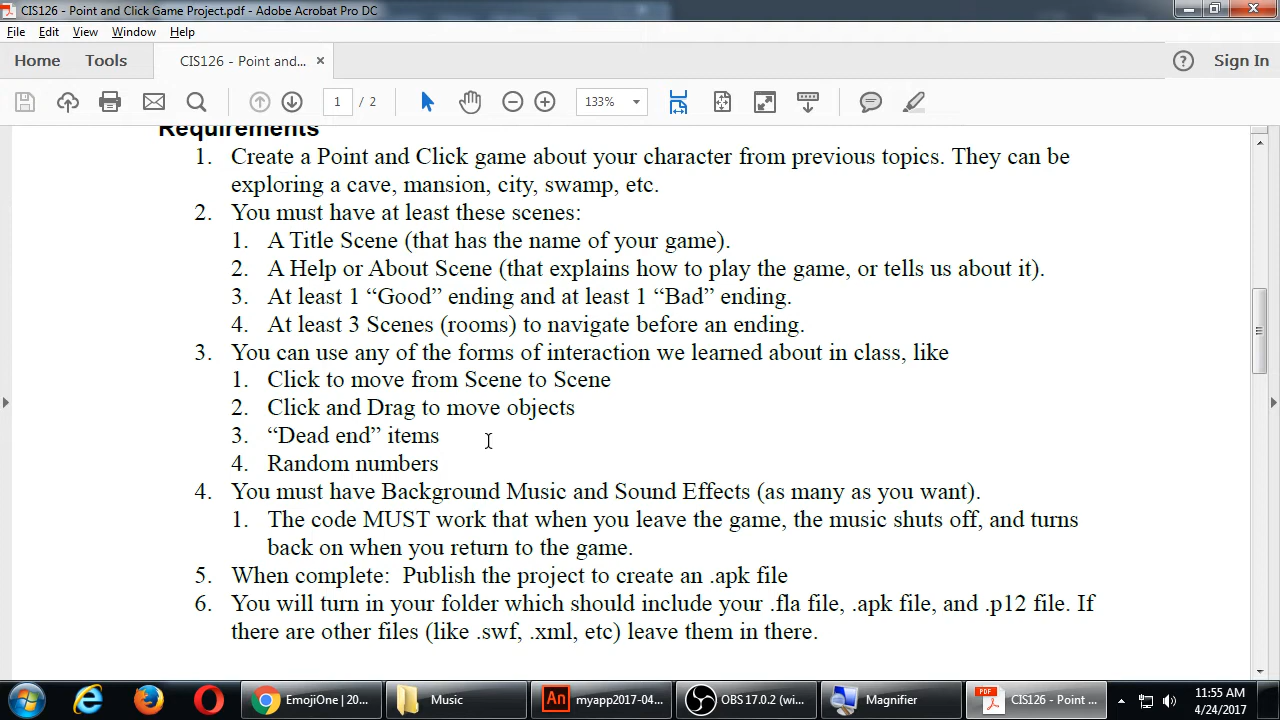 CIS126 - Point and Click Game Project.pdf - Adobe Acrobat Pro DC
File Edit View Window Help
Home Tools CIS126 - Point and... × ? Sign In
1 / 2 133%
Requirements
1. Create a Point and Click game about your character from previous topics. They can be
exploring a cave, mansion, city, swamp, etc.
2. You must have at least these scenes:
1. A Title Scene (that has the name of your game).
2. A Help or About Scene (that explains how to play the game, or tells us about it).
3. At least 1 “Good” ending and at least 1 “Bad” ending.
4. At least 3 Scenes (rooms) to navigate before an ending.
3. You can use any of the forms of interaction we learned about in class, like
1. Click to move from Scene to Scene
2. Click and Drag to move objects
3. “Dead end” items
4. Random numbers
4. You must have Background Music and Sound Effects (as many as you want).
1. The code MUST work that when you leave the game, the music shuts off, and turns
back on when you return to the game.
5. When complete:  Publish the project to create an .apk file
6. You will turn in your folder which should include your .fla file, .apk file, and .p12 file. If
there are other files (like .swf, .xml, etc) leave them in there.
EmojiOne | 20... Music An myapp2017-04... OBS 17.0.2 (wi... Magnifier PDF CIS126 - Point ... 11:55 AM
4/24/2017